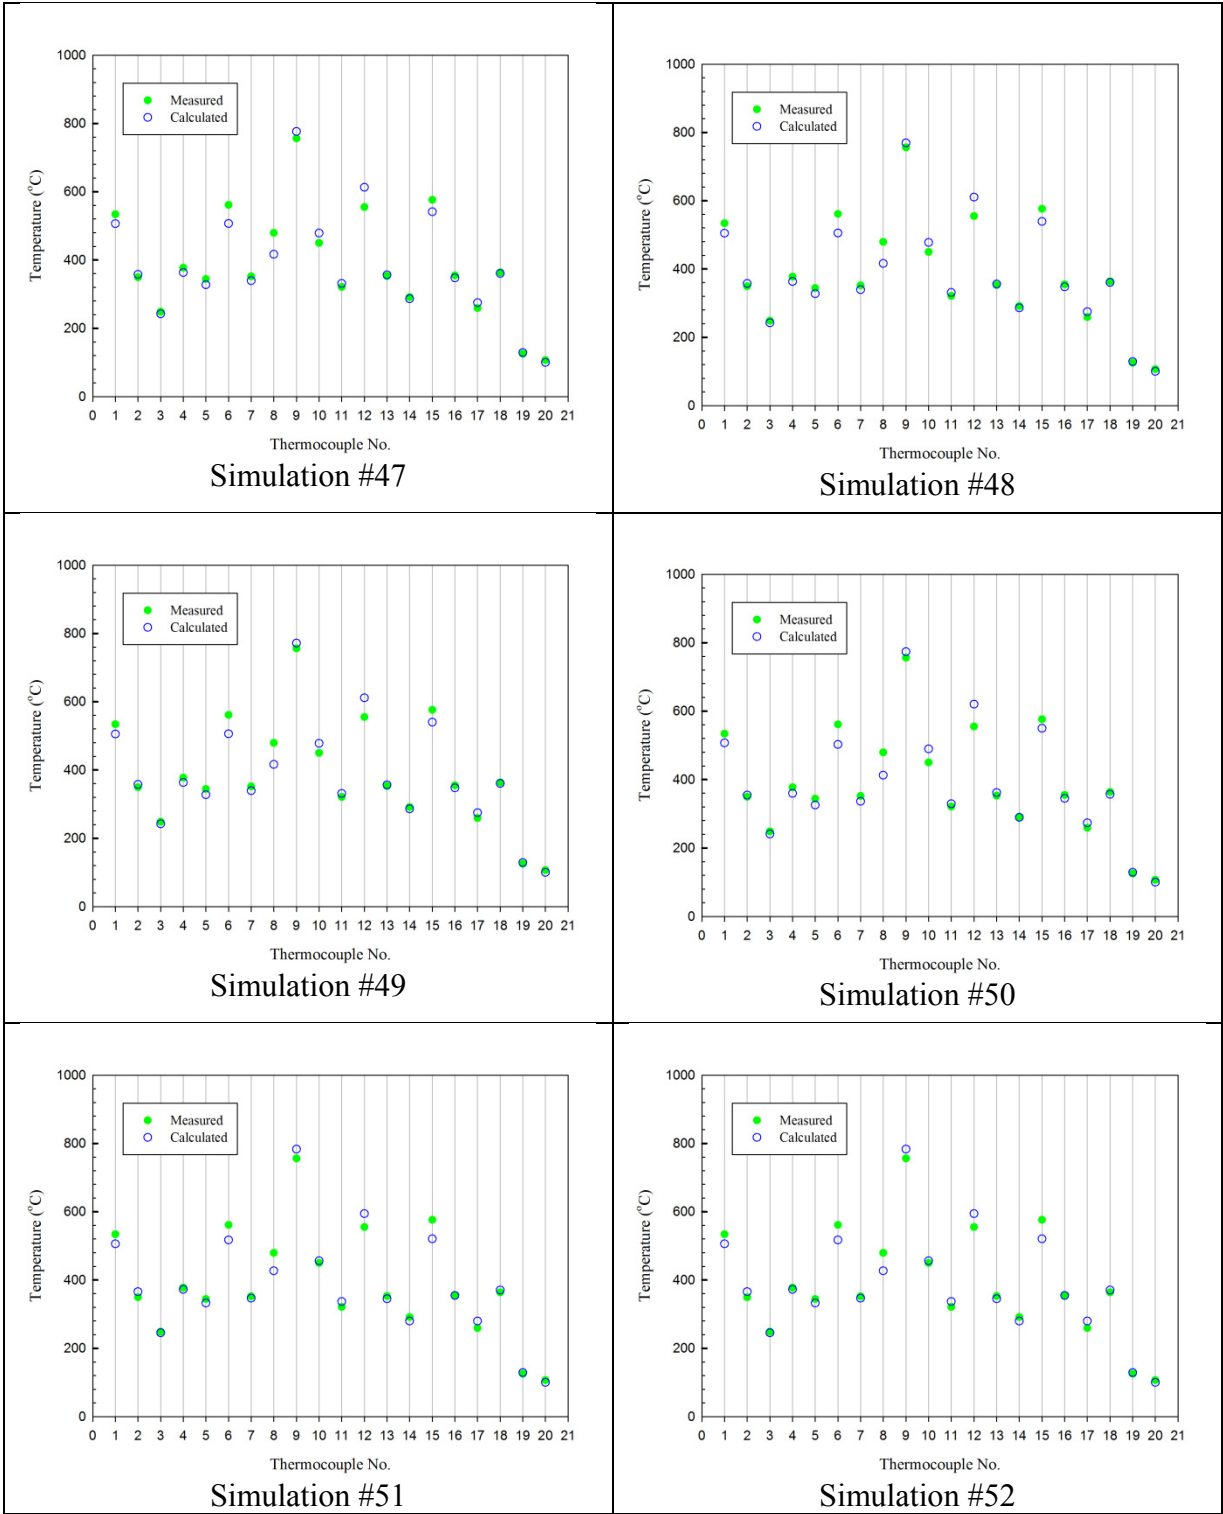 1000
800
600
400
200
0
Temperature (°C)
Measured
Calculated
0 1 2 3 4 5 6 7 8 9 10 11 12 13 14 15 16 17 18 19 20 21
Thermocouple No.
Simulation #47
1000
800
600
400
200
0
Temperature (°C)
Measured
Calculated
0 1 2 3 4 5 6 7 8 9 10 11 12 13 14 15 16 17 18 19 20 21
Thermocouple No.
Simulation #48
1000
800
600
400
200
0
Temperature (°C)
Measured
Calculated
0 1 2 3 4 5 6 7 8 9 10 11 12 13 14 15 16 17 18 19 20 21
Thermocouple No.
Simulation #49
1000
800
600
400
200
0
Temperature (°C)
Measured
Calculated
0 1 2 3 4 5 6 7 8 9 10 11 12 13 14 15 16 17 18 19 20 21
Thermocouple No.
Simulation #50
1000
800
600
400
200
0
Temperature (°C)
Measured
Calculated
0 1 2 3 4 5 6 7 8 9 10 11 12 13 14 15 16 17 18 19 20 21
Thermocouple No.
Simulation #51
1000
800
600
400
200
0
Temperature (°C)
Measured
Calculated
0 1 2 3 4 5 6 7 8 9 10 11 12 13 14 15 16 17 18 19 20 21
Thermocouple No.
Simulation #52